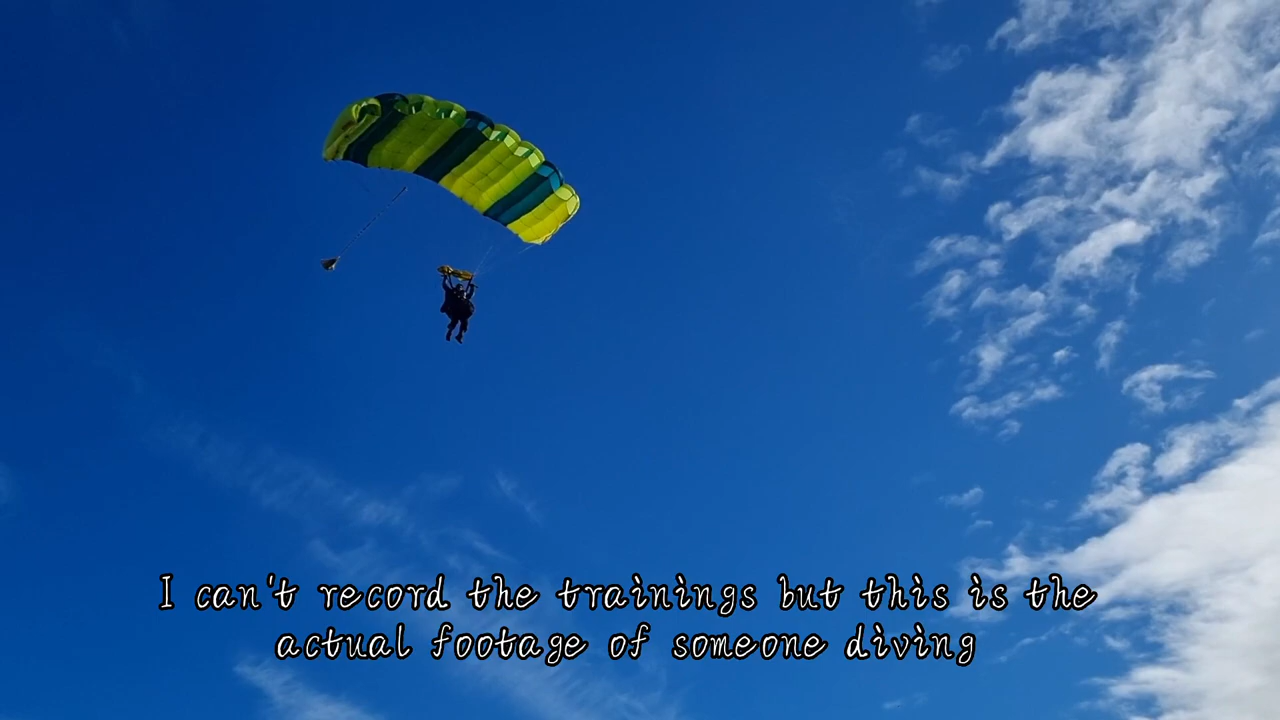 I can't record the trainings but this is the
actual footage of someone diving